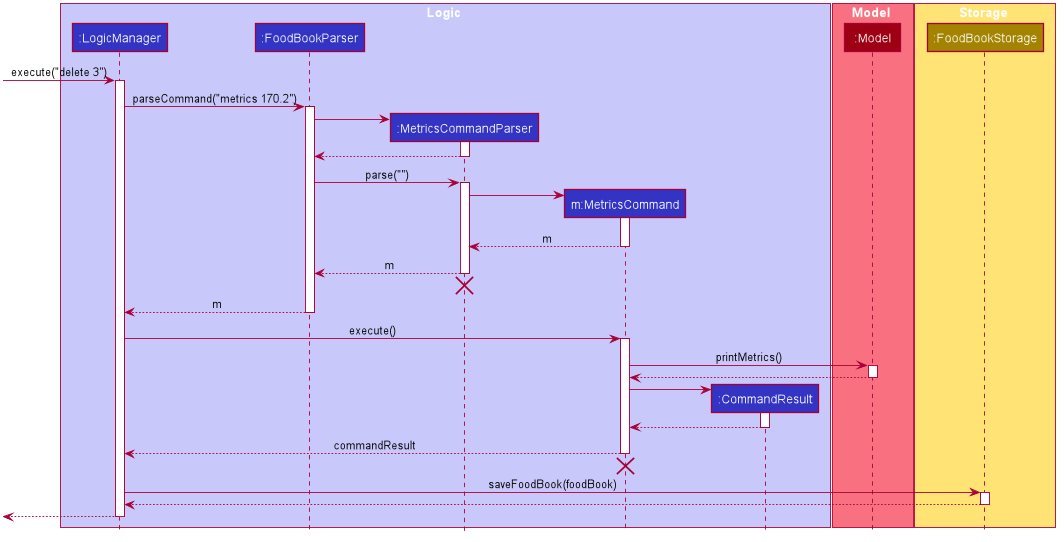 Logic
Model
Storage
:LogicManager
:FoodBookParser
:Model
:FoodBookStorage
execute("delete 3")
parseCommand("metrics 170.2")
:MetricsCommandParser
parse("")
m:MetricsCommand
m
m
m
execute()
printMetrics()
:CommandResult
commandResult
saveFoodBook(foodBook)